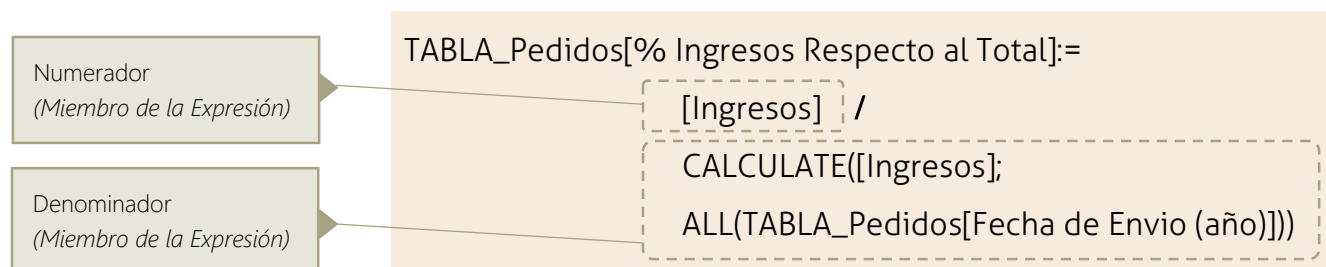 TABLA_Pedidos[% Ingresos Respecto al Total]:=
Numerador
(Miembro de la Expresión)
[Ingresos] /
CALCULATE([Ingresos];
Denominador
(Miembro de la Expresión)
ALL(TABLA_Pedidos[Fecha de Envio (año)]))